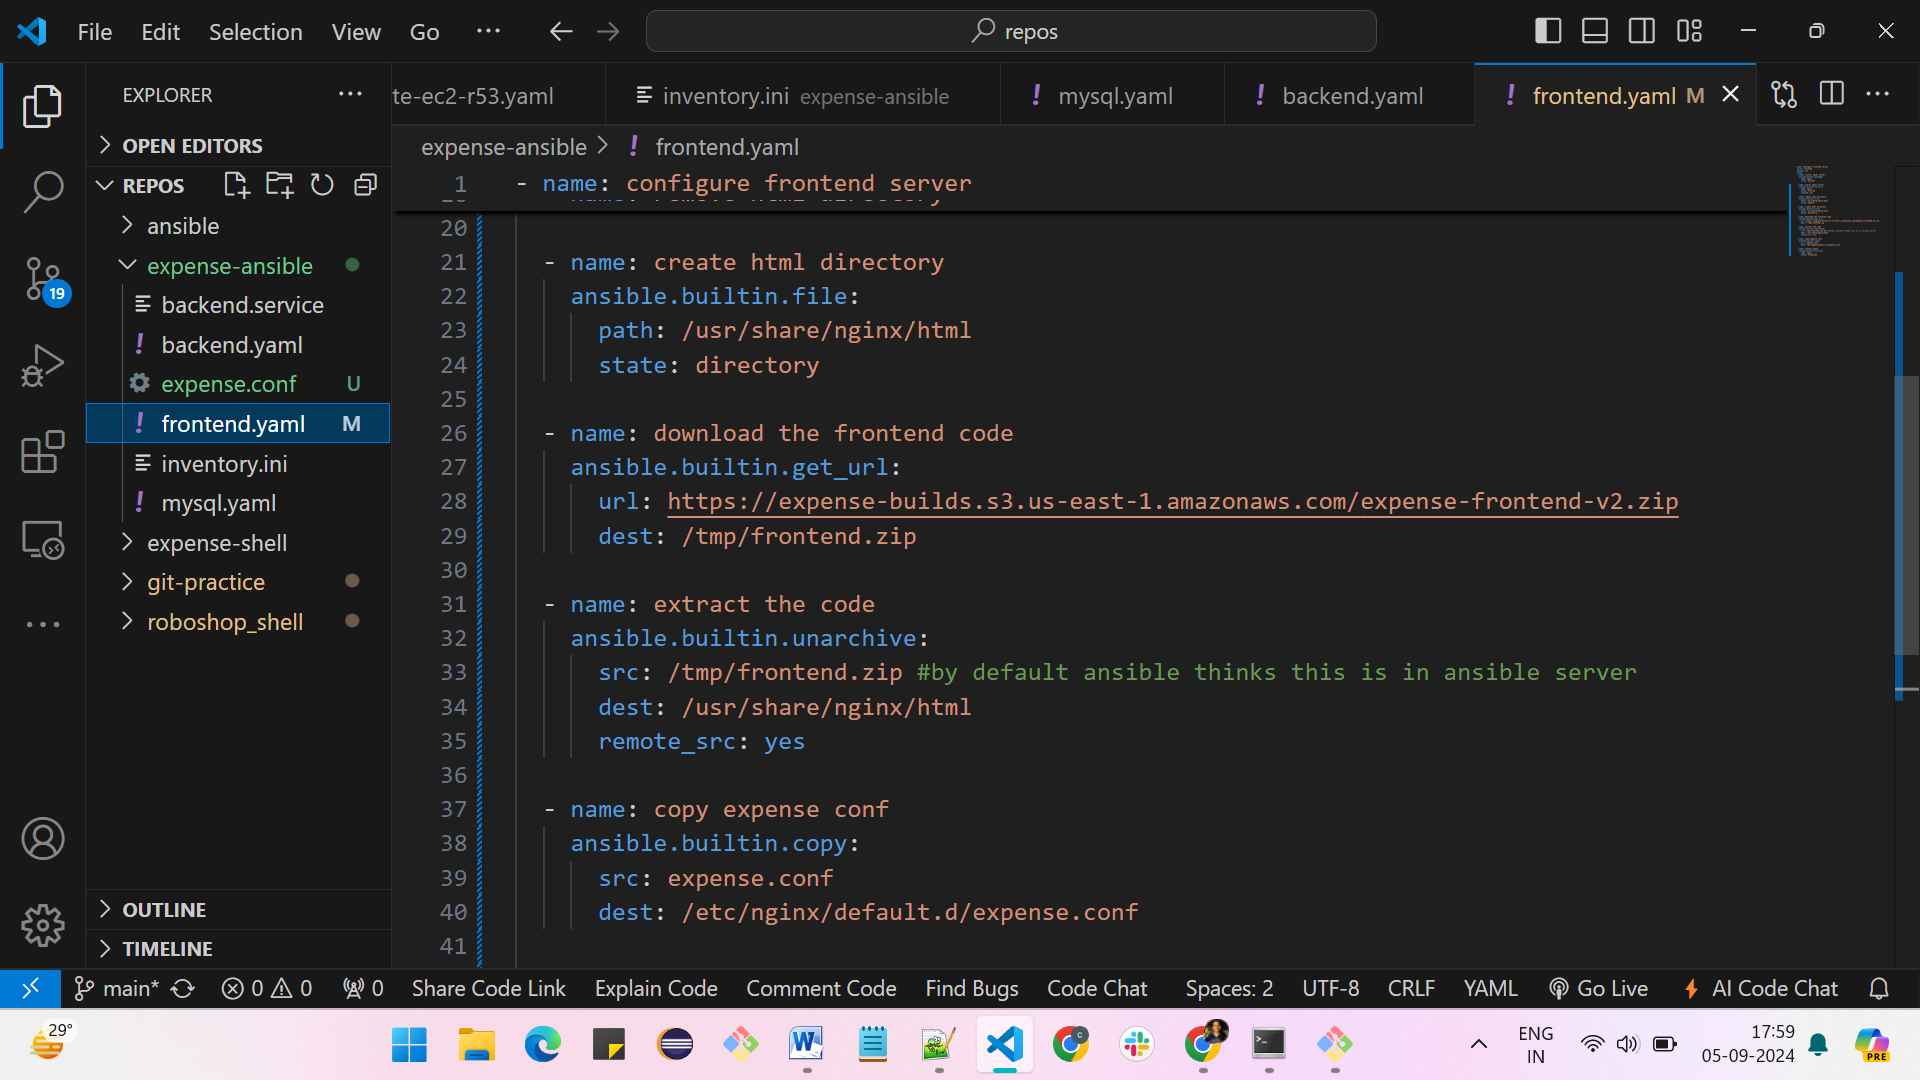 File Edit Selection View Go ··· repos
EXPLORER ···
te-ec2-r53.yaml inventory.ini expense-ansible ! mysql.yaml ! backend.yaml ! frontend.yaml M
OPEN EDITORS
REPOS
ansible
expense-ansible
backend.service
! backend.yaml
expense.conf U
! frontend.yaml M
inventory.ini
! mysql.yaml
expense-shell
git-practice
roboshop_shell
OUTLINE
TIMELINE
19
expense-ansible > ! frontend.yaml
1 - name: configure frontend server
20
21 - name: create html directory
22 ansible.builtin.file:
23 path: /usr/share/nginx/html
24 state: directory
25
26 - name: download the frontend code
27 ansible.builtin.get_url:
28 url: https://expense-builds.s3.us-east-1.amazonaws.com/expense-frontend-v2.zip
29 dest: /tmp/frontend.zip
30
31 - name: extract the code
32 ansible.builtin.unarchive:
33 src: /tmp/frontend.zip #by default ansible thinks this is in ansible server
34 dest: /usr/share/nginx/html
35 remote_src: yes
36
37 - name: copy expense conf
38 ansible.builtin.copy:
39 src: expense.conf
40 dest: /etc/nginx/default.d/expense.conf
41
main* 0 0 0 Share Code Link Explain Code Comment Code Find Bugs Code Chat Spaces: 2 UTF-8 CRLF YAML Go Live AI Code Chat
29°
ENG
IN
17:59
05-09-2024
PRE